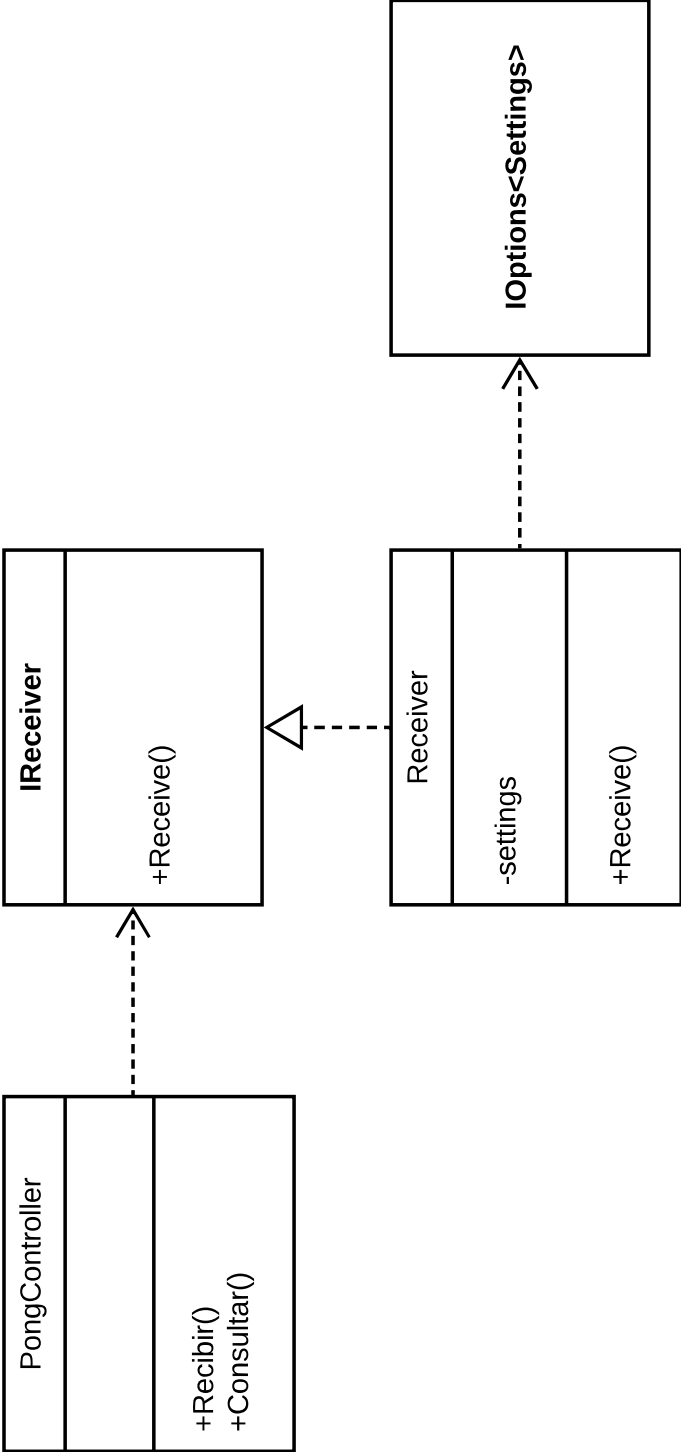 PongController
+Recibir()
+Consultar()
IReceiver
+Receive()
IOptions<Settings>
Receiver
-settings
+Receive()